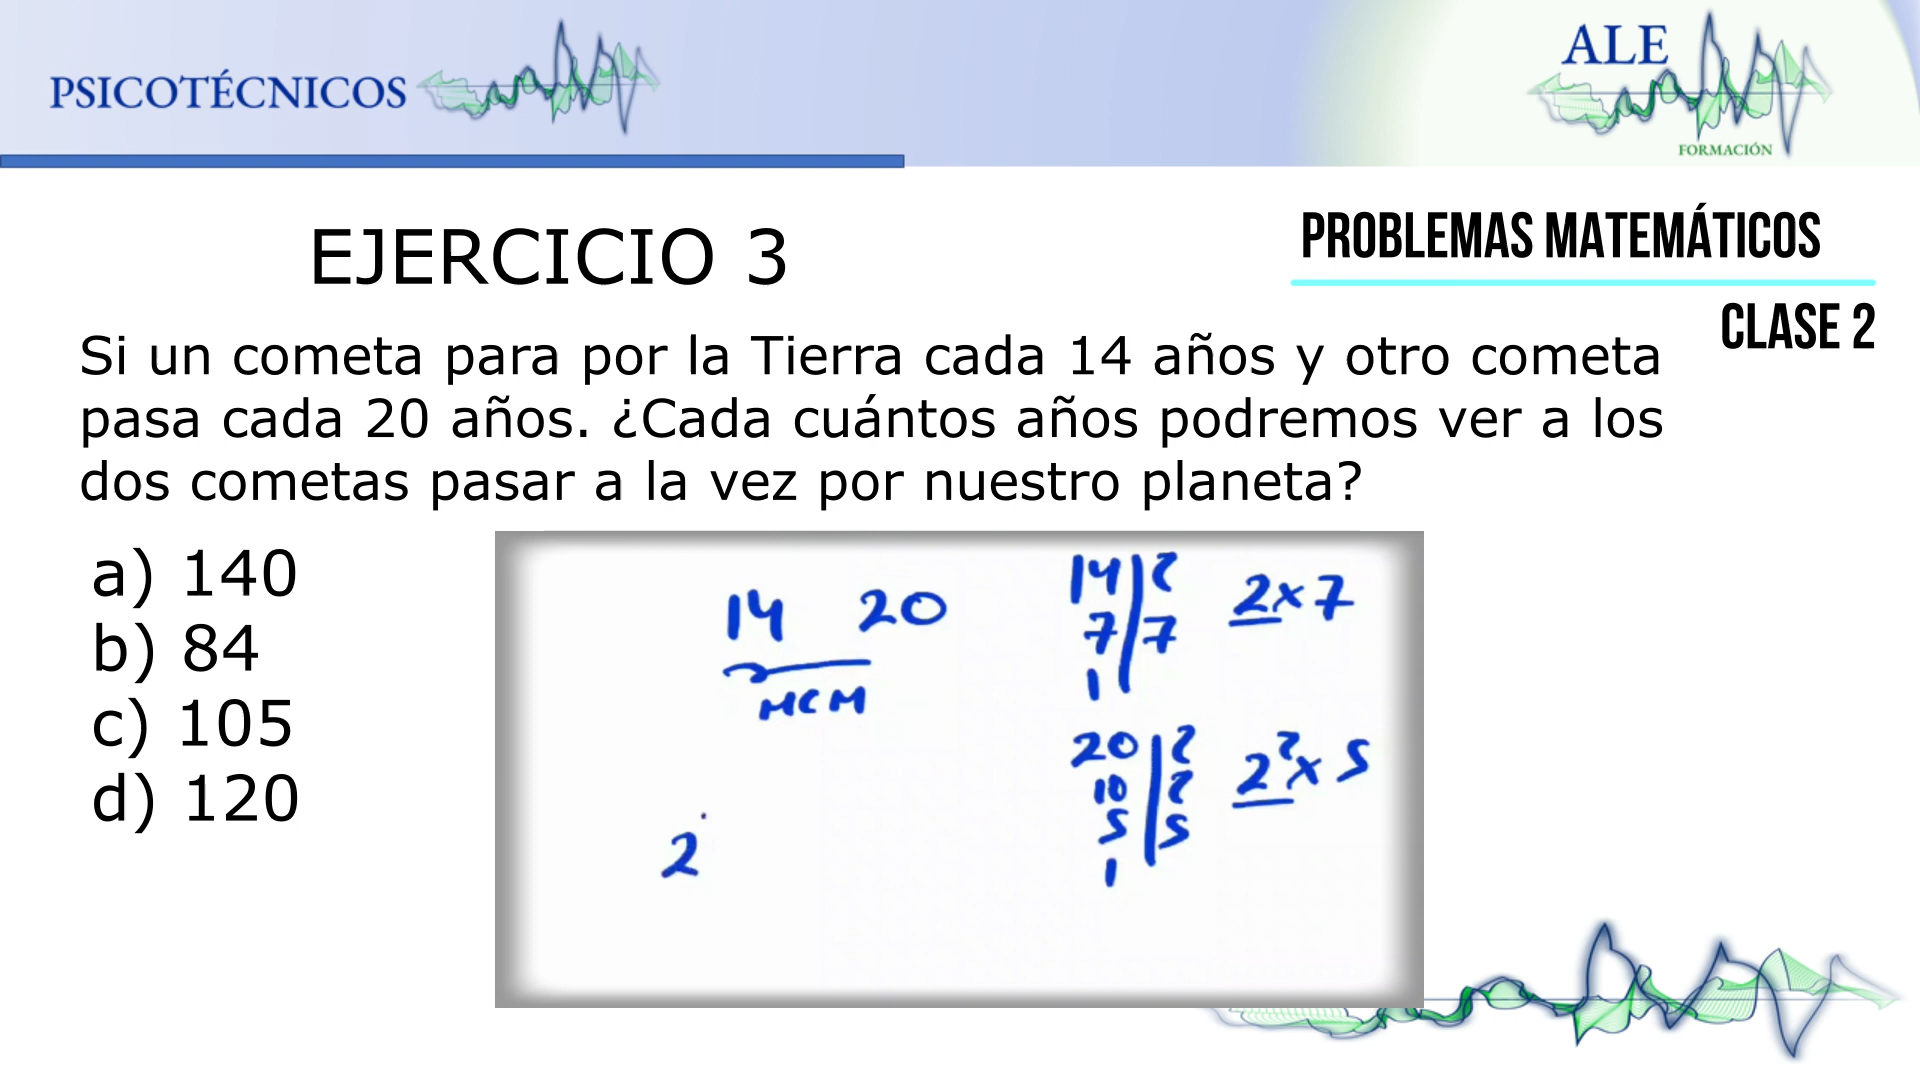 PSICOTÉCNICOS
ALE
FORMACIÓN
EJERCICIO 3
PROBLEMAS MATEMÁTICOS
CLASE 2
Si un cometa para por la Tierra cada 14 años y otro cometa
pasa cada 20 años. ¿Cada cuántos años podremos ver a los
dos cometas pasar a la vez por nuestro planeta?
a) 140
b) 84
c) 105
d) 120
14 20
MCM
2
14 | 2 2 x 7
7 | 7
1
20 | 2 2² x 5
10 | 2
5 | 5
1